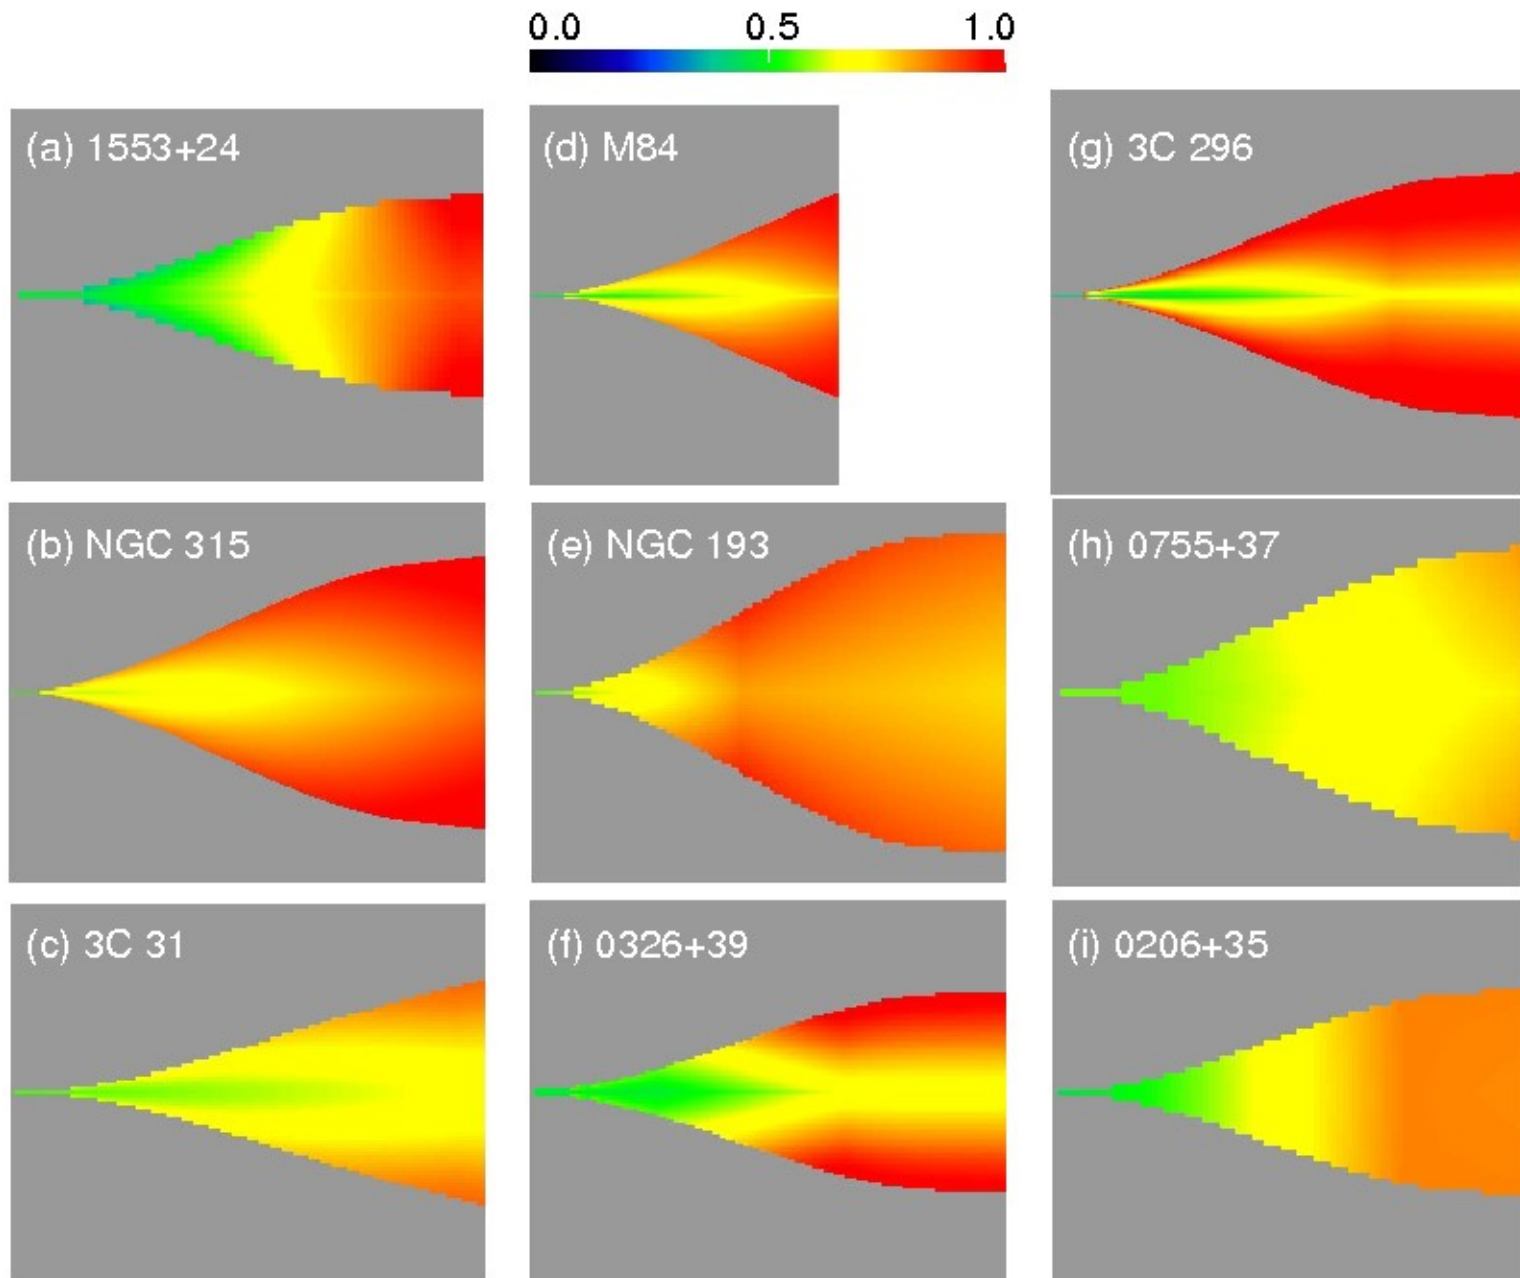 0.0 0.5 1.0
(a) 1553+24
(d) M84
(g) 3C 296
(b) NGC 315
(e) NGC 193
(h) 0755+37
(c) 3C 31
(f) 0326+39
(i) 0206+35